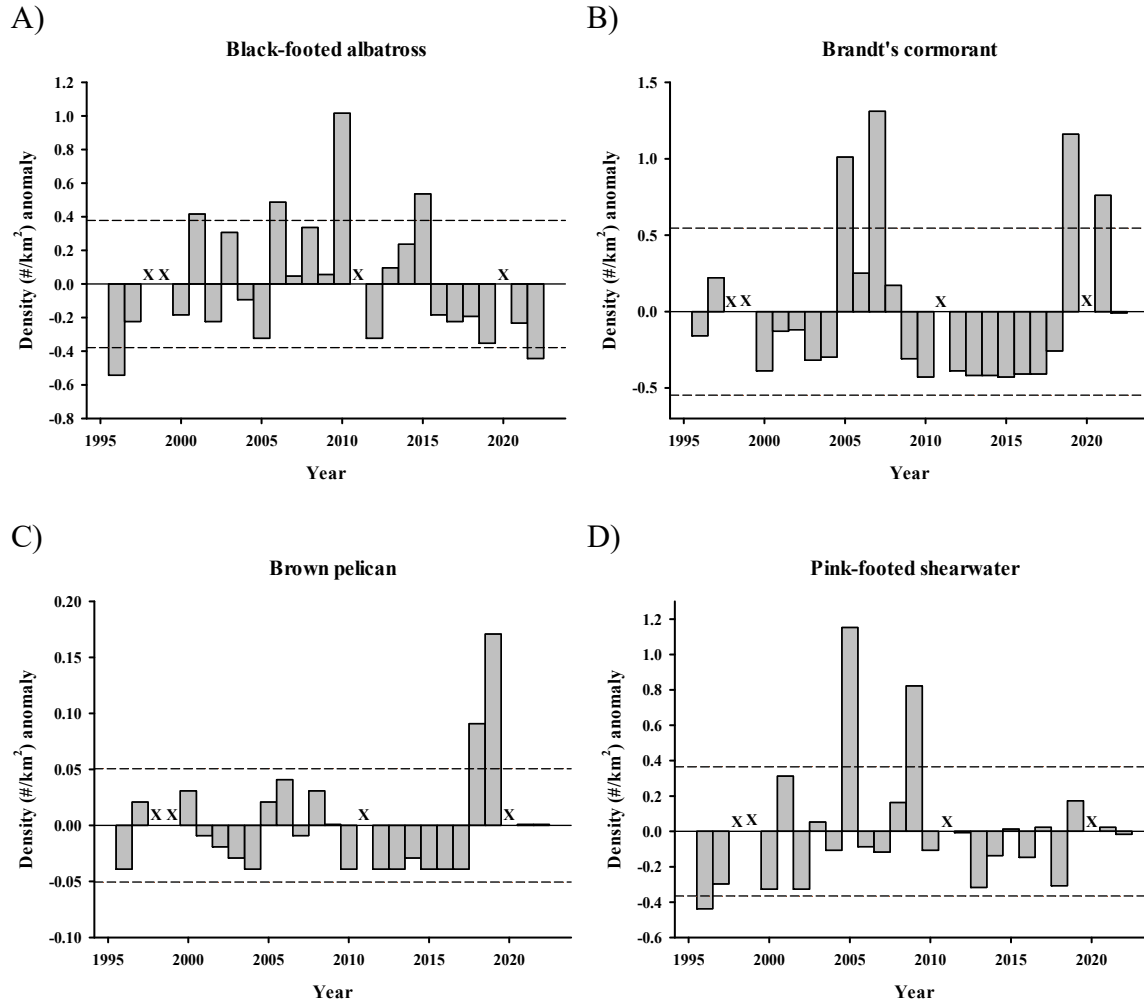 A)
Black-footed albatross
Density (#/km²) anomaly
1.2
1.0
0.8
0.6
0.4
0.2
0.0
-0.2
-0.4
-0.6
-0.8
X X X X
1995 2000 2005 2010 2015 2020
Year
B)
Brandt's cormorant
Density (#/km²) anomaly
1.5
1.0
0.5
0.0
-0.5
X X X X
1995 2000 2005 2010 2015 2020
Year
C)
Brown pelican
Density (#/km²) anomaly
0.20
0.15
0.10
0.05
0.00
-0.05
-0.10
X X X X
1995 2000 2005 2010 2015 2020
Year
D)
Pink-footed shearwater
Density (#/km²) anomaly
1.2
1.0
0.8
0.6
0.4
0.2
0.0
-0.2
-0.4
-0.6
X X X X
1995 2000 2005 2010 2015 2020
Year